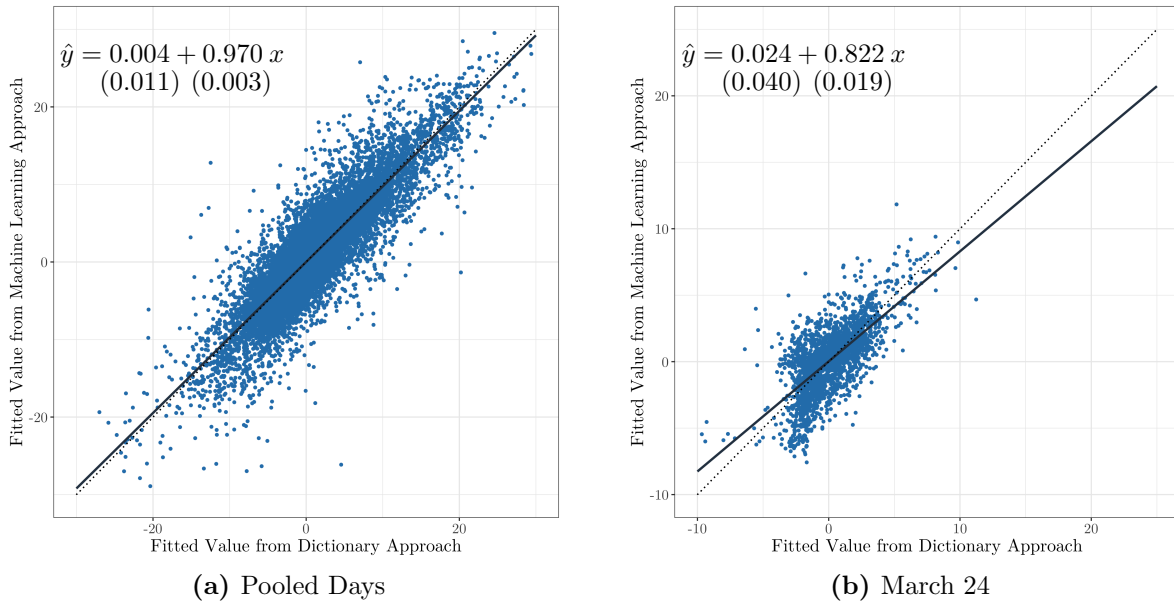 ŷ = 0.004 + 0.970 x
(0.011) (0.003)
Fitted Value from Machine Learning Approach
20
0
-20
-20
0
20
Fitted Value from Dictionary Approach
(a) Pooled Days
ŷ = 0.024 + 0.822 x
(0.040) (0.019)
Fitted Value from Machine Learning Approach
20
10
0
-10
-10
0
10
20
Fitted Value from Dictionary Approach
(b) March 24